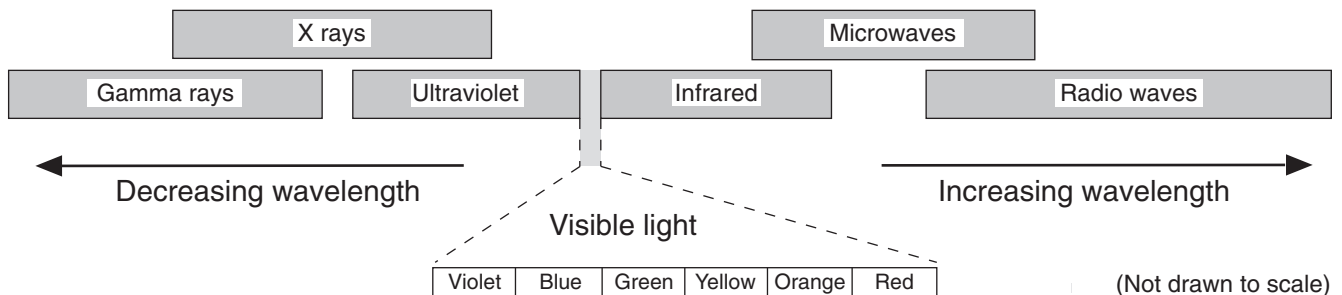 X rays
Microwaves
Gamma rays
Ultraviolet
Infrared
Radio waves
Decreasing wavelength
Increasing wavelength
Visible light
Violet Blue Green Yellow Orange Red
(Not drawn to scale)